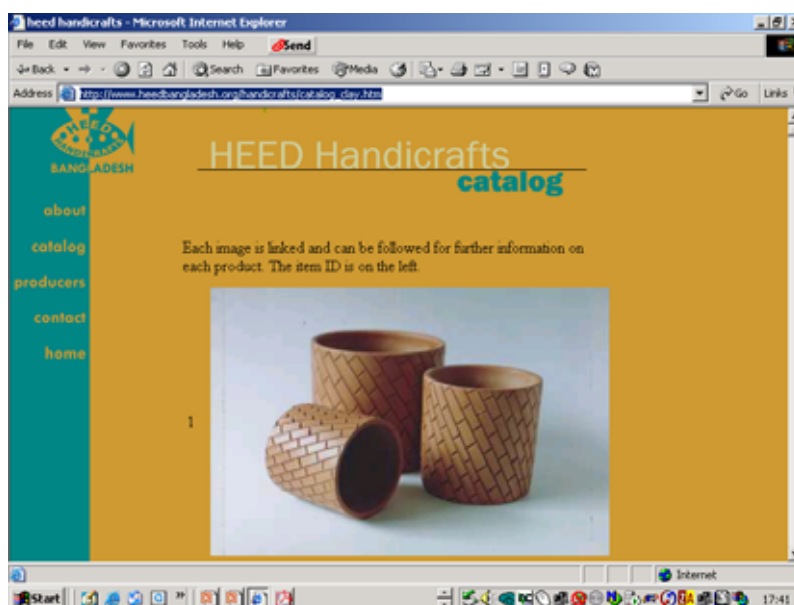 heed handicrafts - Microsoft Internet Explorer
File Edit View Favorites Tools Help Send
Back Search Favorites Media
Address http://www.heedbangladesh.org/handicrafts/catalog_clay.htm Go Links
HEED
HANDICRAFTS
BANGLADESH
HEED Handicrafts
catalog
about
catalog
producers
contact
home
Each image is linked and can be followed for further information on
each product. The item ID is on the left.
1
Internet
Start 17:41